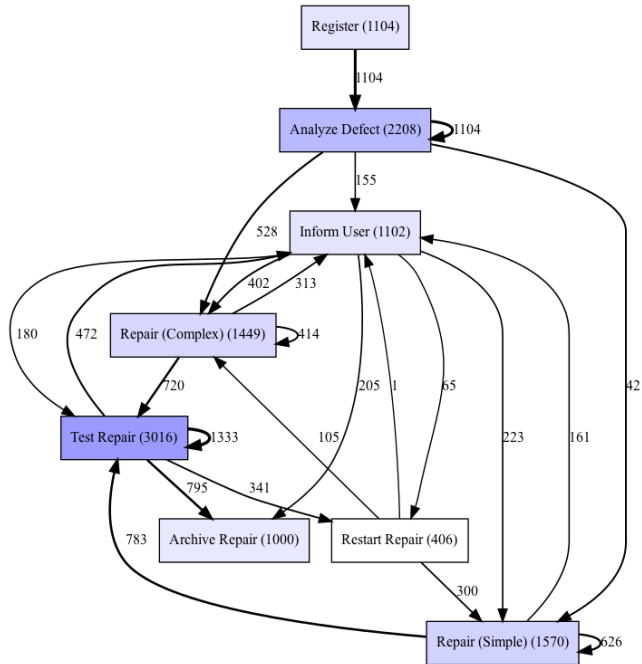 Register (1104)
1104
Analyze Defect (2208)
1104
155
Inform User (1102)
528
402
313
180
472
Repair (Complex) (1449)
414
720
205
1
65
42
Test Repair (3016)
1333
105
223
161
795
341
783
Archive Repair (1000)
Restart Repair (406)
300
Repair (Simple) (1570)
626